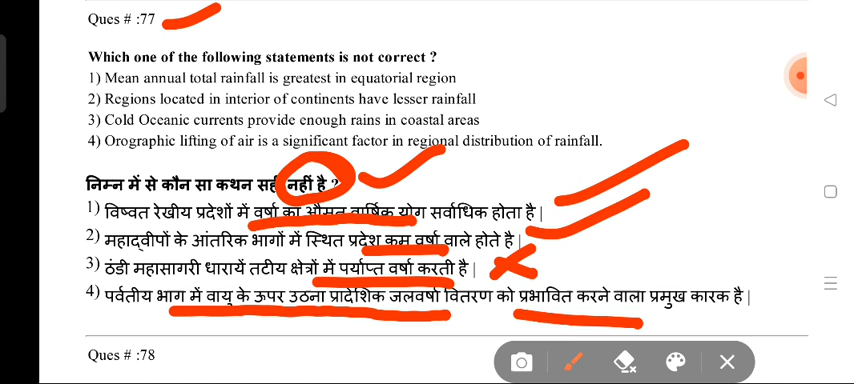 Ques # :77
Which one of the following statements is not correct ?
1) Mean annual total rainfall is greatest in equatorial region
2) Regions located in interior of continents have lesser rainfall
3) Cold Oceanic currents provide enough rains in coastal areas
4) Orographic lifting of air is a significant factor in regional distribution of rainfall.
निम्न में से कौन सा कथन सही नहीं है ?
1) विष्वत रेखीय प्रदेशों में वर्षा का औसत वार्षिक योग सर्वाधिक होता है |
2) महाद्वीपों के आंतरिक भागों में स्थित प्रदेश कम वर्षा वाले होते है |
3) ठंडी महासागरी धारायें तटीय क्षेत्रों में पर्याप्त वर्षा करती है |
4) पर्वतीय भाग में वायु के ऊपर उठना प्रादेशिक जलवर्षा वितरण को प्रभावित करने वाला प्रमुख कारक है |
Ques # :78